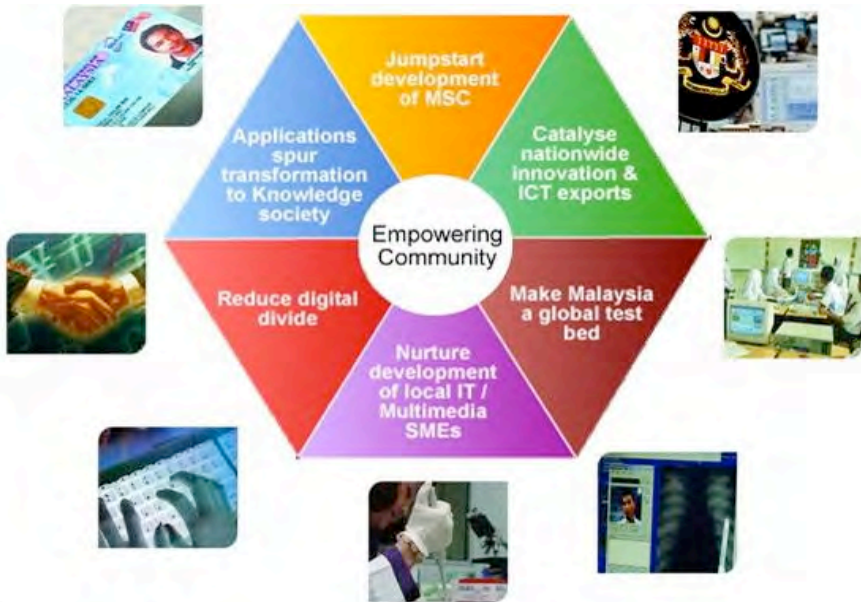 MALAYSIA
Jumpstart
development
of MSC
Applications
spur
transformation
to Knowledge
society
Catalyse
nationwide
innovation &
ICT exports
Empowering
Community
Reduce digital
divide
Make Malaysia
a global test
bed
Nurture
development
of local IT /
Multimedia
SMEs